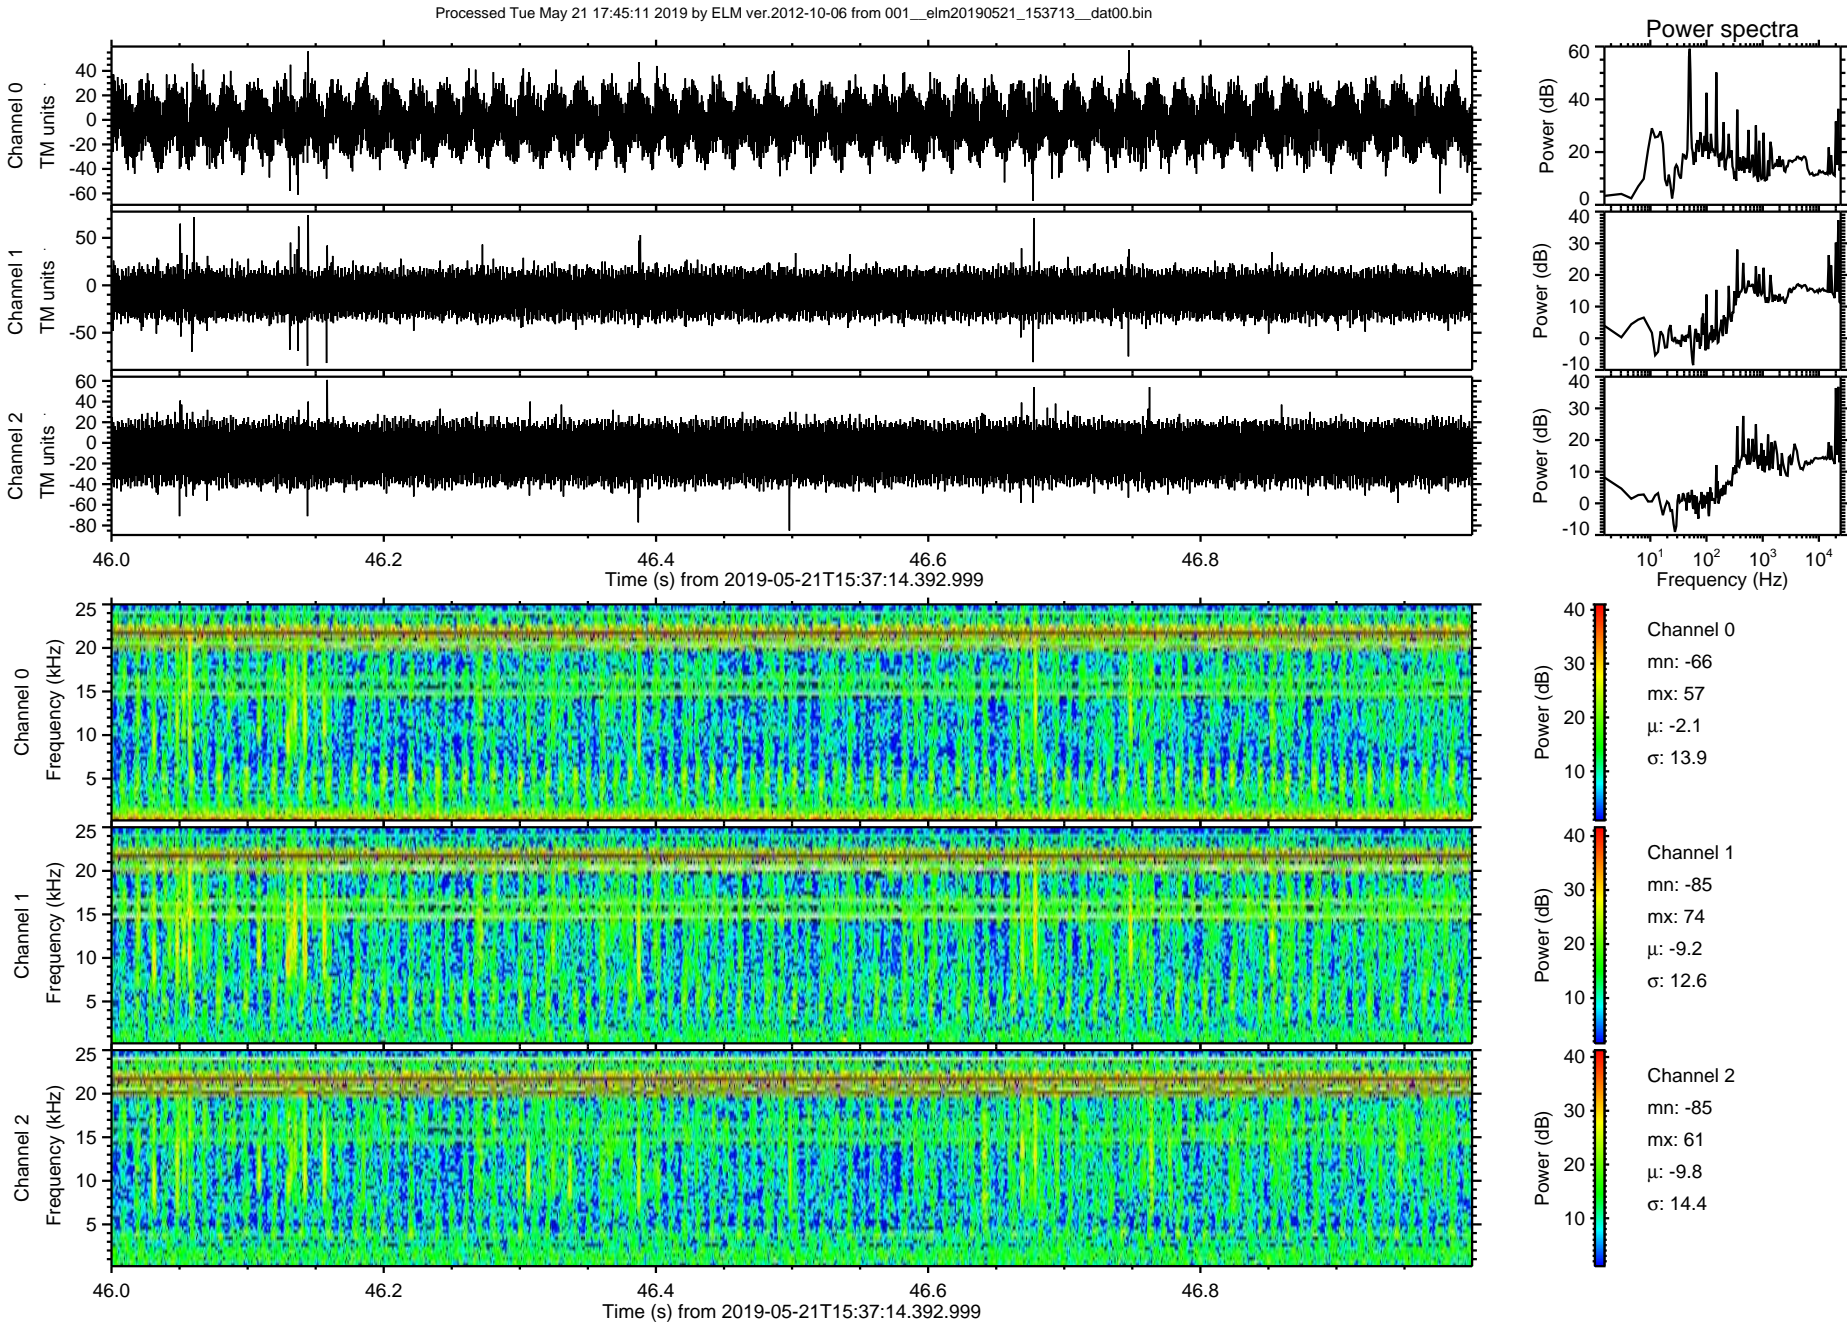 Processed Tue May 21 17:45:11 2019 by ELM ver.2012-10-06 from 001__elm20190521_153713__dat00.bin
Power spectra
Channel 0
TM units
40
20
0
-20
-40
-60
Power (dB)
60
40
20
0
Channel 1
TM units
50
0
-50
Power (dB)
40
30
20
10
0
-10
Channel 2
TM units
60
40
20
0
-20
-40
-60
-80
Power (dB)
40
30
20
10
0
-10
46.0 46.2 46.4 46.6 46.8
Time (s) from 2019-05-21T15:37:14.392.999
10¹ 10² 10³ 10⁴
Frequency (Hz)
Channel 0
Frequency (kHz)
25
20
15
10
5
Power (dB)
40
30
20
10
Channel 0
mn: -66
mx: 57
μ: -2.1
σ: 13.9
Channel 1
Frequency (kHz)
25
20
15
10
5
Power (dB)
40
30
20
10
Channel 1
mn: -85
mx: 74
μ: -9.2
σ: 12.6
Channel 2
Frequency (kHz)
25
20
15
10
5
Power (dB)
40
30
20
10
Channel 2
mn: -85
mx: 61
μ: -9.8
σ: 14.4
46.0 46.2 46.4 46.6 46.8
Time (s) from 2019-05-21T15:37:14.392.999